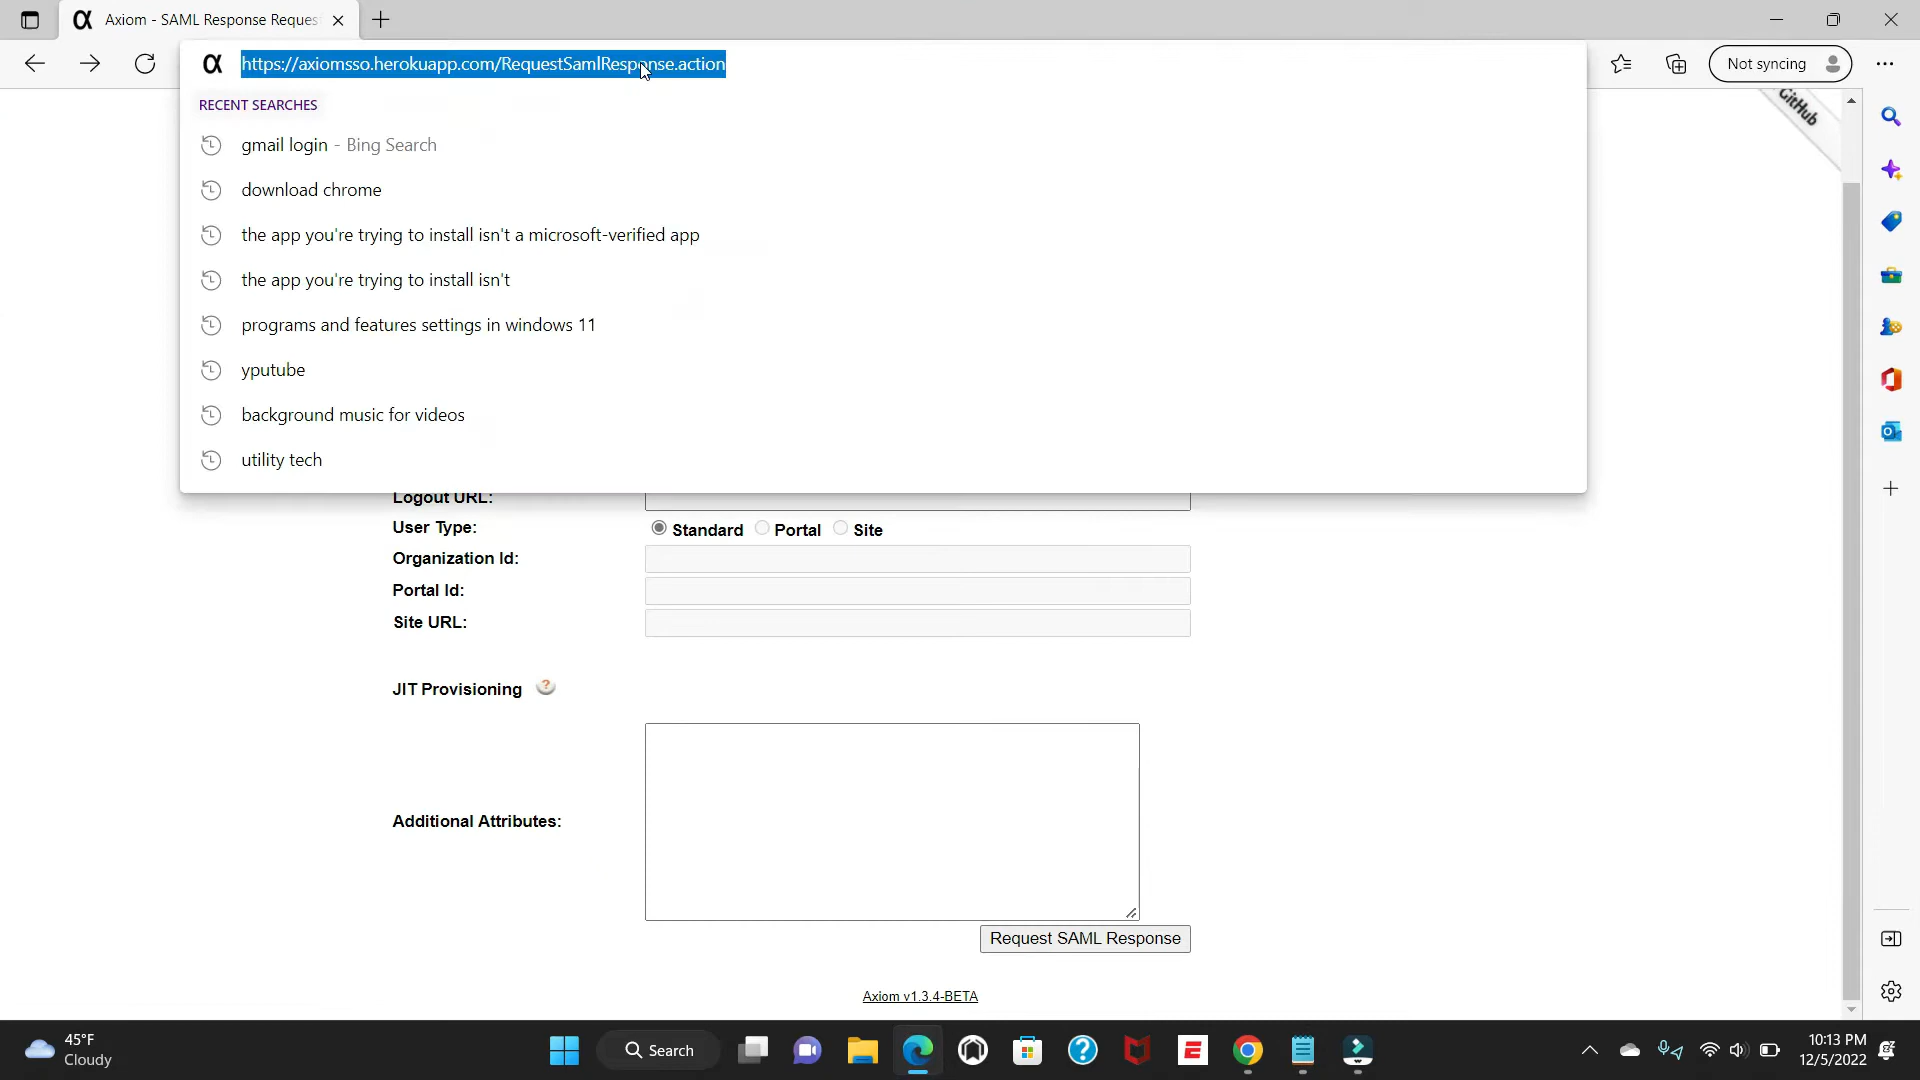 Axiom - SAML Response Reques
https://axiomsso.herokuapp.com/RequestSamlResponse.action
Not syncing
RECENT SEARCHES
GitHub
gmail login - Bing Search
download chrome
the app you're trying to install isn't a microsoft-verified app
the app you're trying to install isn't
programs and features settings in windows 11
yputube
background music for videos
utility tech
Logout URL:
User Type: Standard Portal Site
Organization Id:
Portal Id:
Site URL:
JIT Provisioning ?
Additional Attributes:
Request SAML Response
Axiom v1.3.4-BETA
45°F
Cloudy
Search
10:13 PM
12/5/2022